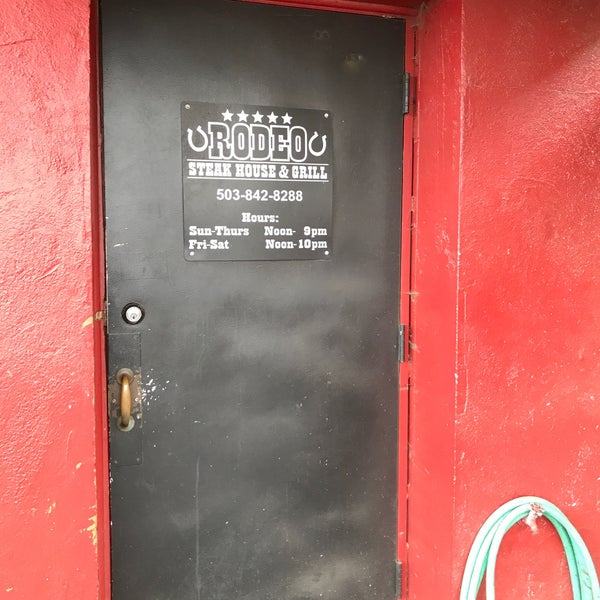 RODEO
STEAK HOUSE & GRILL
503-842-8288
Hours:
Sun-Thurs Noon- 9pm
Fri-Sat Noon-10pm